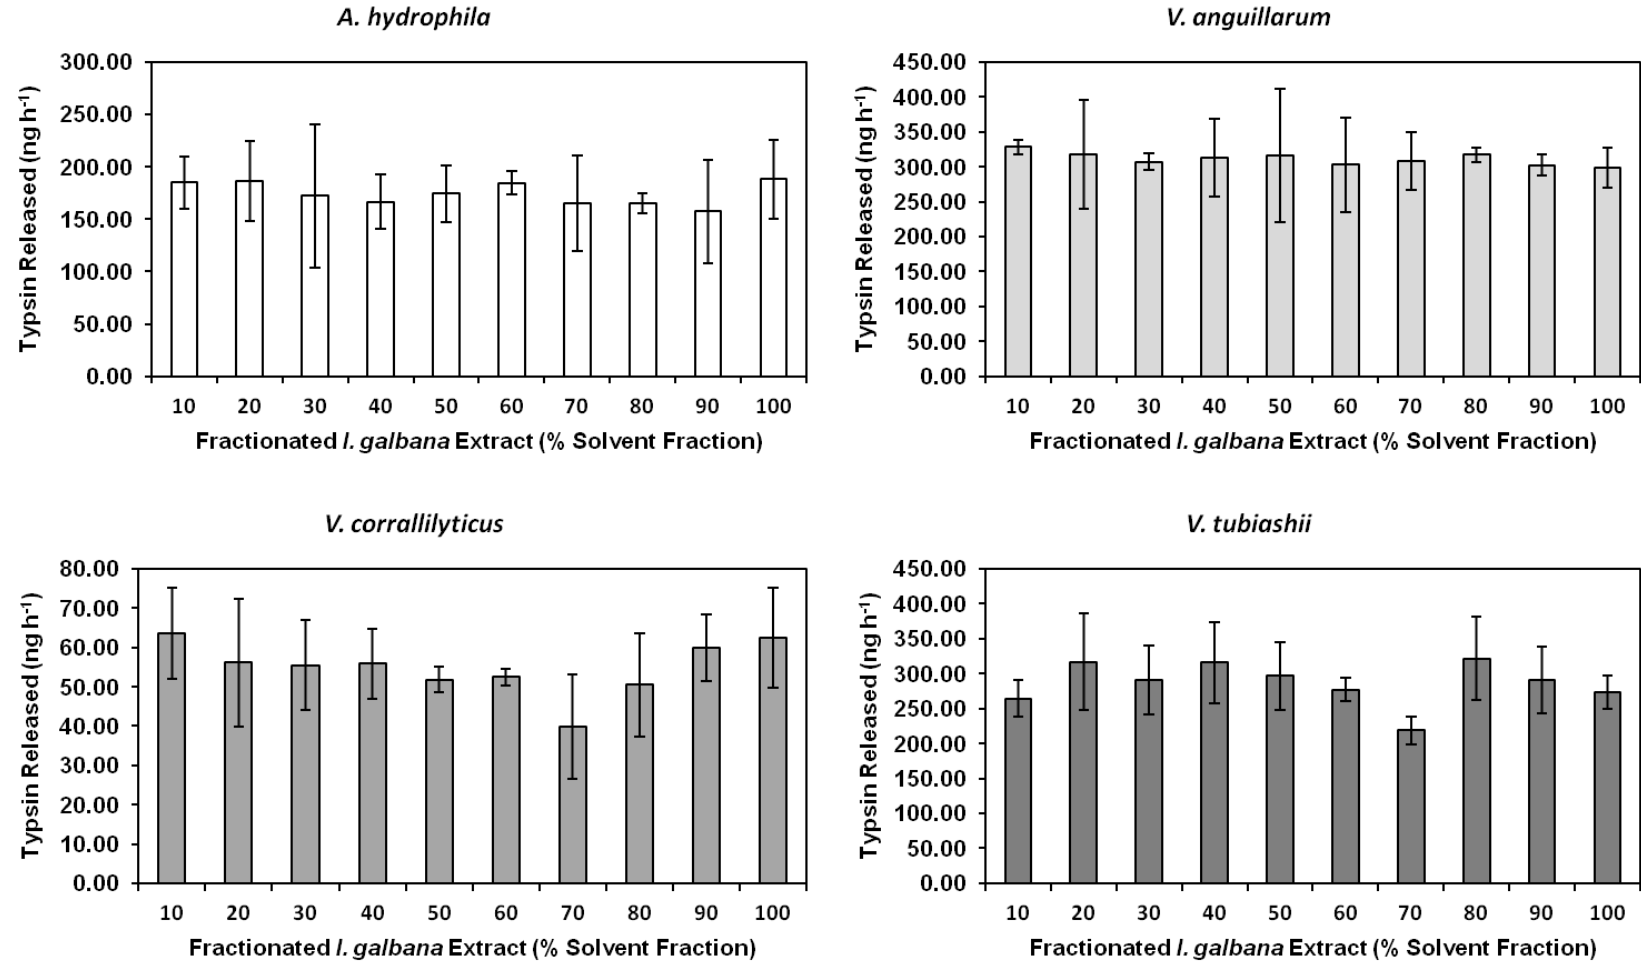 A. hydrophila
Typsin Released (ng h-1)
300.00
250.00
200.00
150.00
100.00
50.00
0.00
10 20 30 40 50 60 70 80 90 100
Fractionated I. galbana Extract (% Solvent Fraction)
V. anguillarum
Typsin Released (ng h-1)
450.00
400.00
350.00
300.00
250.00
200.00
150.00
100.00
50.00
0.00
10 20 30 40 50 60 70 80 90 100
Fractionated I. galbana Extract (% Solvent Fraction)
V. corrallilyticus
Typsin Released (ng h-1)
80.00
70.00
60.00
50.00
40.00
30.00
20.00
10.00
0.00
10 20 30 40 50 60 70 80 90 100
Fractionated I. galbana Extract (% Solvent Fraction)
V. tubiashii
Typsin Released (ng h-1)
450.00
400.00
350.00
300.00
250.00
200.00
150.00
100.00
50.00
0.00
10 20 30 40 50 60 70 80 90 100
Fractionated I. galbana Extract (% Solvent Fraction)